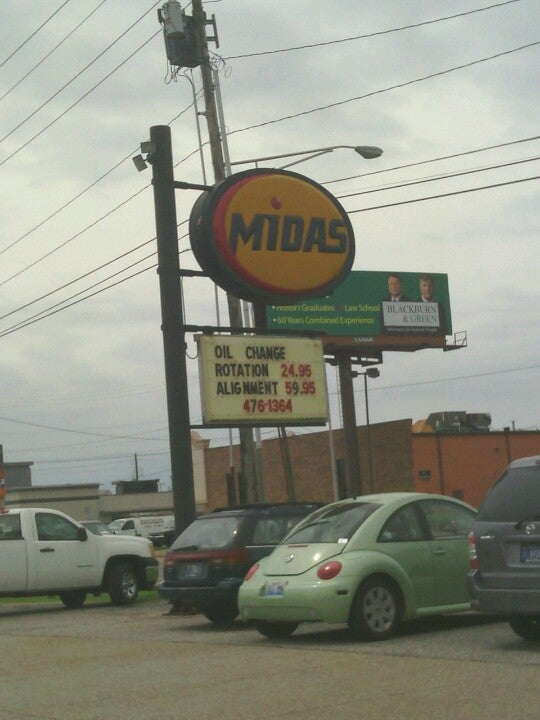 MIDAS
OIL CHANGE
ROTATION 24.95
ALIGNMENT 59.95
476-1364
• Honors Graduates Law School
• 60 Years Combined Experience
BLACKBURN
& GREEN
LAMAR